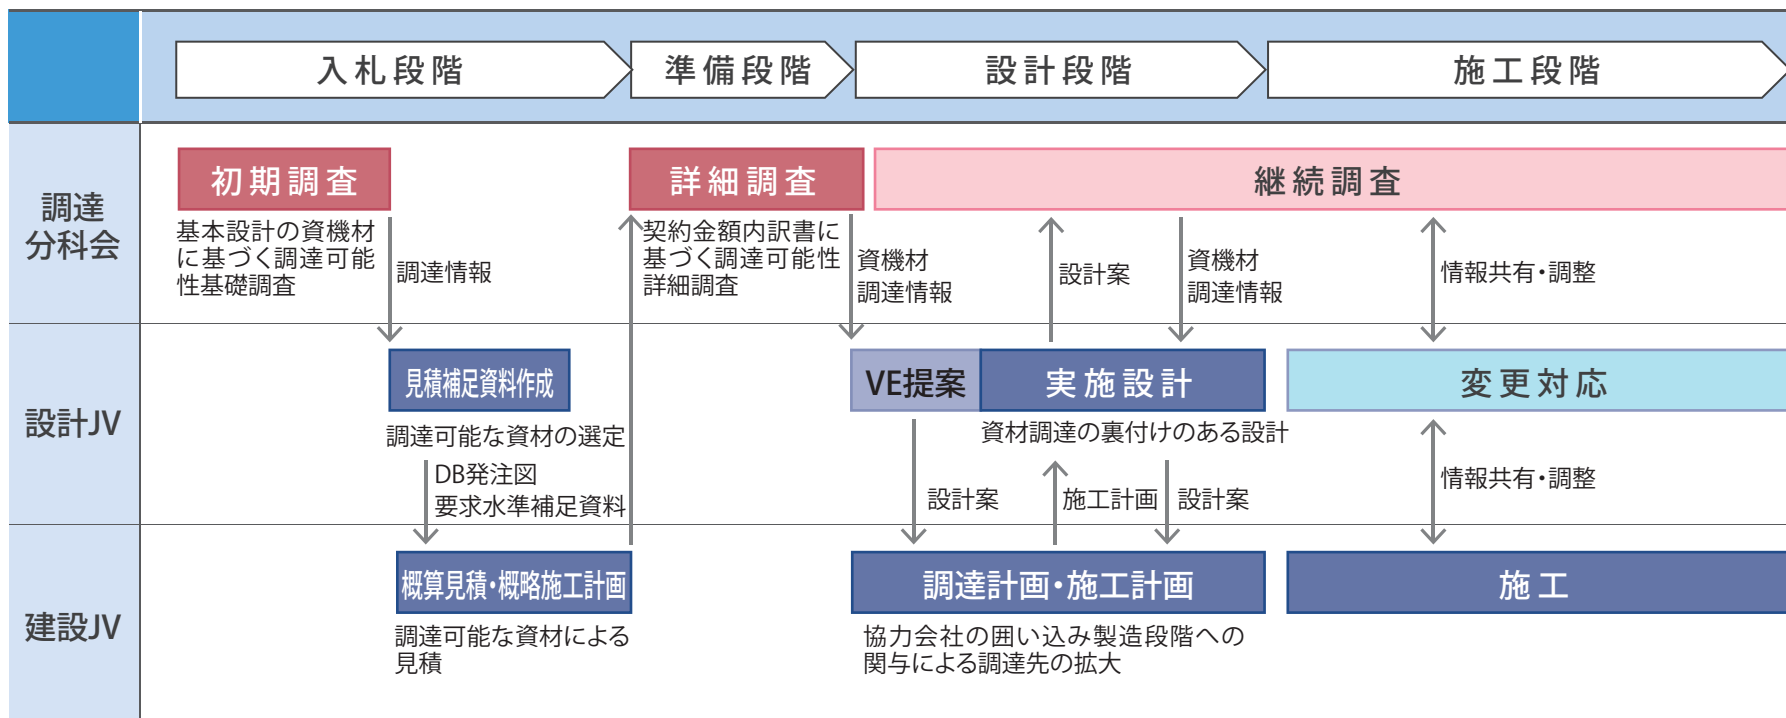 入札段階
準備段階
設計段階
施工段階
調達
分科会
初期調査
基本設計の資機材
に基づく調達可能
性基礎調査
調達情報
詳細調査
契約金額内訳書に
基づく調達可能性
詳細調査
資機材
調達情報
継続調査
設計案
資機材
調達情報
情報共有・調整
設計JV
見積補足資料作成
調達可能な資材の選定
DB発注図
要求水準補足資料
VE提案
実施設計
資材調達の裏付けのある設計
設計案
施工計画
設計案
変更対応
情報共有・調整
建設JV
概算見積・概略施工計画
調達可能な資材による
見積
調達計画・施工計画
協力会社の囲い込み製造段階への
関与による調達先の拡大
施工